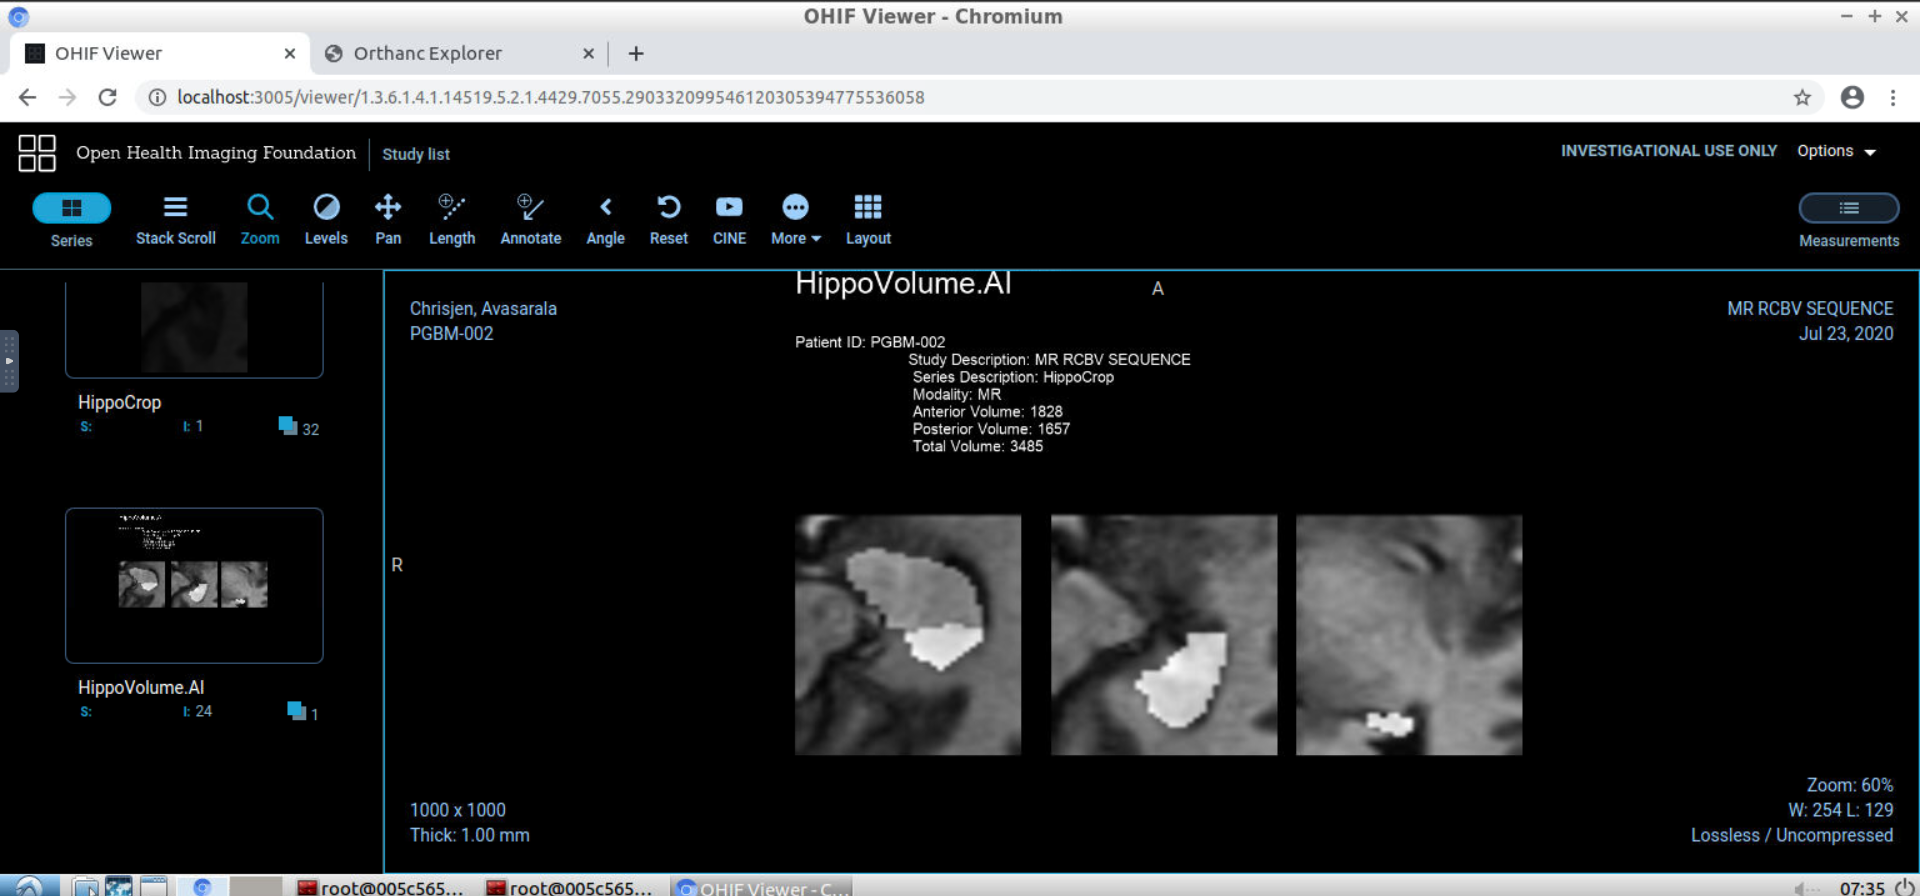 OHIF Viewer - Chromium
OHIF Viewer
Orthanc Explorer
localhost:3005/viewer/1.3.6.1.4.1.14519.5.2.1.4429.7055.290332099546120305394775536058
Open Health Imaging Foundation
Study list
INVESTIGATIONAL USE ONLY
Options
Series
Stack Scroll
Zoom
Levels
Pan
Length
Annotate
Angle
Reset
CINE
More
Layout
Measurements
HippoCrop
S:
I: 1
32
HippoVolume.AI
S:
I: 24
1
Chrisjen, Avasarala
PGBM-002
HippoVolume.AI
A
MR RCBV SEQUENCE
Jul 23, 2020
Patient ID: PGBM-002
Study Description: MR RCBV SEQUENCE
Series Description: HippoCrop
Modality: MR
Anterior Volume: 1828
Posterior Volume: 1657
Total Volume: 3485
R
1000 x 1000
Thick: 1.00 mm
Zoom: 60%
W: 254 L: 129
Lossless / Uncompressed
root@005c565...
root@005c565...
OHIF Viewer - C...
07:35